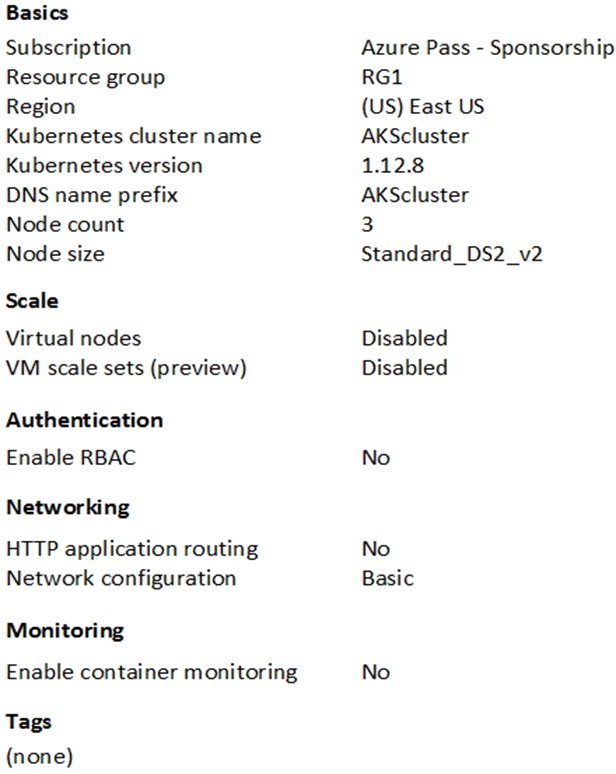 Basics
Subscription Azure Pass - Sponsorship
Resource group RG1
Region (US) East US
Kubernetes cluster name AKScluster
Kubernetes version 1.12.8
DNS name prefix AKScluster
Node count 3
Node size Standard_DS2_v2
Scale
Virtual nodes Disabled
VM scale sets (preview) Disabled
Authentication
Enable RBAC No
Networking
HTTP application routing No
Network configuration Basic
Monitoring
Enable container monitoring No
Tags
(none)